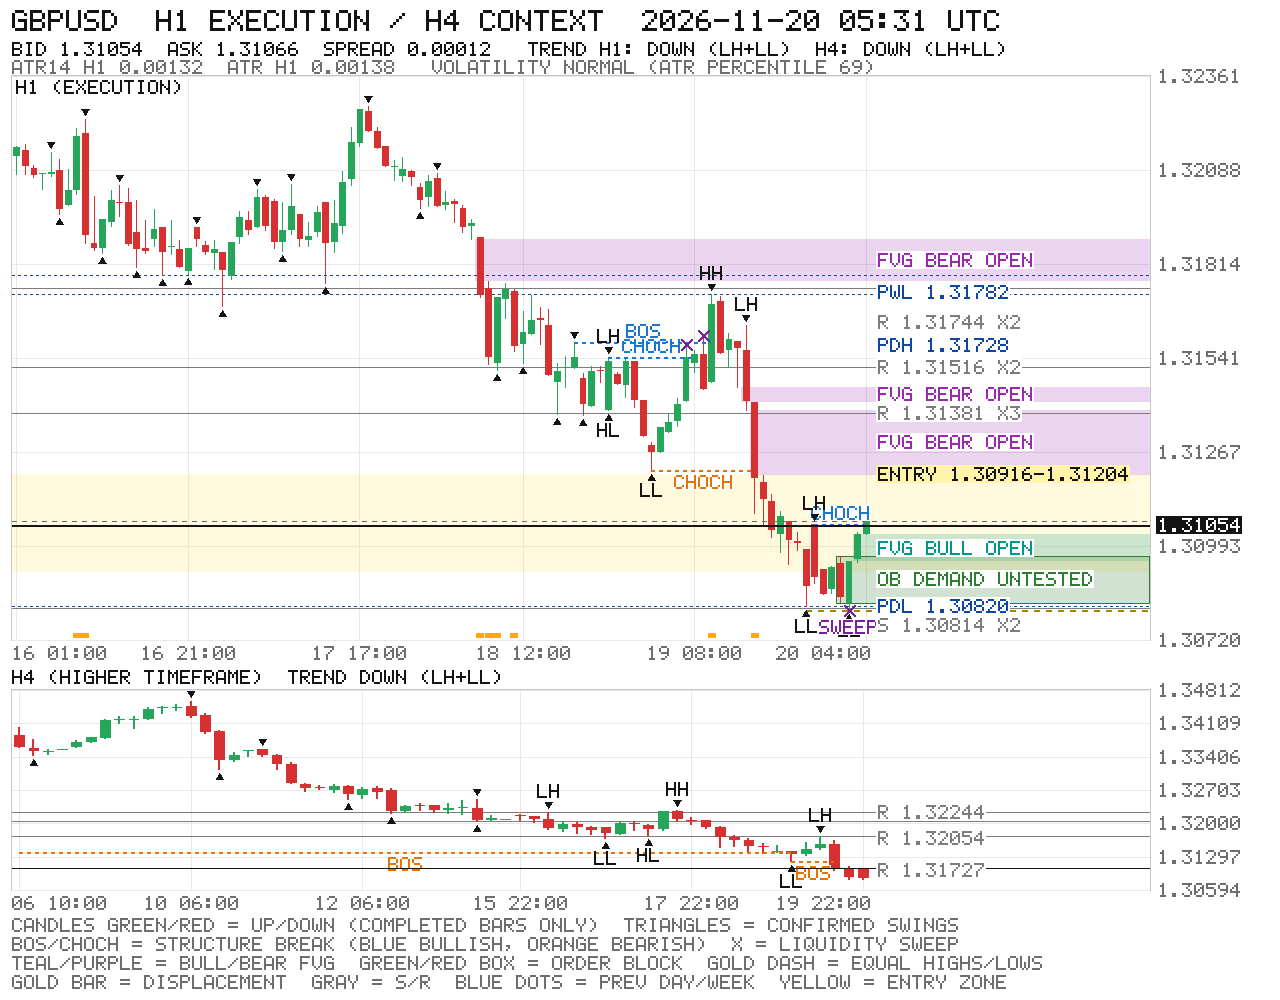 GBPUSD  H1 EXECUTION / H4 CONTEXT  2026-11-20 05:31 UTC
BID 1.31054  ASK 1.31066  SPREAD 0.00012  TREND H1: DOWN (LH+LL)  H4: DOWN (LH+LL)
ATR14 H1 0.00132  ATR H1 0.00138  VOLATILITY NORMAL (ATR PERCENTILE 69)
1.32361
H1 (EXECUTION)
1.32088
FVG BEAR OPEN
1.31814
HH
PWL 1.31782
LH
R 1.31744 X2
BOS
LH
PDH 1.31728
CHOCH
1.31541
R 1.31516 X2
FVG BEAR OPEN
R 1.31381 X3
HL
FVG BEAR OPEN
1.31267
ENTRY 1.30916-1.31204
CHOCH
LL
LH
CHOCH
1.31054
1.30993
FVG BULL OPEN
OB DEMAND UNTESTED
PDL 1.30820
LL
SWEEP
S 1.30814 X2
1.30720
16 01:00  16 21:00  17 17:00  18 12:00  19 08:00  20 04:00
H4 (HIGHER TIMEFRAME)  TREND DOWN (LH+LL)
1.34812
1.34109
1.33406
1.32703
LH
HH
R 1.32244
LH
1.32000
R 1.32054
LL
HL
1.31297
BOS
BOS
R 1.31727
LL
1.30594
06 10:00  10 06:00  12 06:00  15 22:00  17 22:00  19 22:00
CANDLES GREEN/RED = UP/DOWN (COMPLETED BARS ONLY)  TRIANGLES = CONFIRMED SWINGS
BOS/CHOCH = STRUCTURE BREAK (BLUE BULLISH, ORANGE BEARISH)  X = LIQUIDITY SWEEP
TEAL/PURPLE = BULL/BEAR FVG  GREEN/RED BOX = ORDER BLOCK  GOLD DASH = EQUAL HIGHS/LOWS
GOLD BAR = DISPLACEMENT  GRAY = S/R  BLUE DOTS = PREV DAY/WEEK  YELLOW = ENTRY ZONE